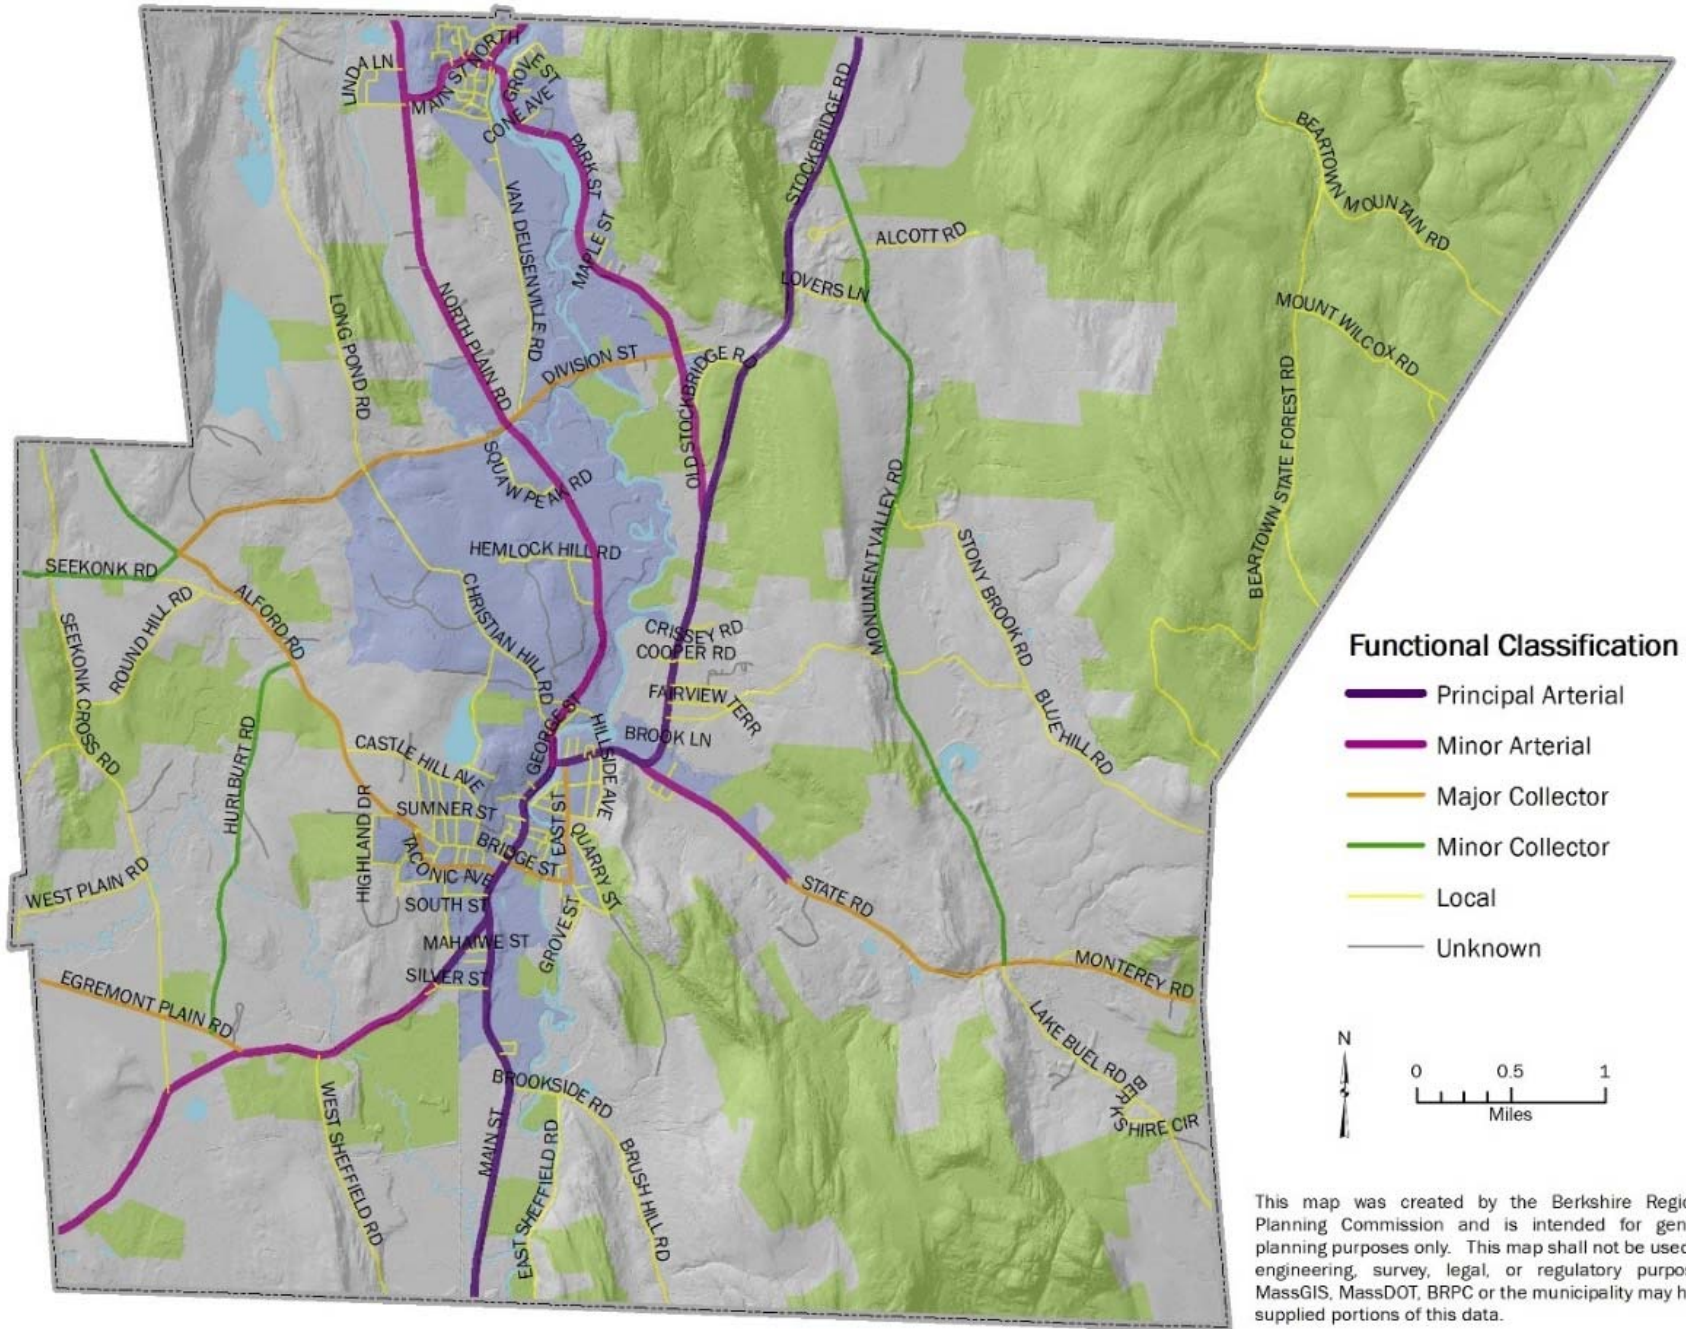 LINDA LN
MAIN ST
NORTH
GROVE ST
CONE AVE
PARK ST
MAPLE ST
VAN DEUSENVILLE RD
STOCKBRIDGE RD
ALCOTT RD
LOVERS LN
BEARTOWN MOUNTAIN RD
MOUNT WILCOX RD
BEARTOWN STATE FOREST RD
LONG POND RD
NORTH PLAIN RD
DIVISION ST
OLD STOCKBRIDGE RD
SQUAW PEAK RD
HEMLOCK HILL RD
MONUMENT VALLEY RD
STONY BROOK RD
BLUE HILL RD
SEEKONK RD
ALFORD RD
ROUND HILL RD
SEEKONK CROSS RD
CHRISTIAN HILL RD
CRISSEY RD
COOPER RD
FAIRVIEW TERR
BROOK LN
HURLBURT RD
CASTLE HILL AVE
GEORGE ST
HILLSIDE AVE
SUMNER ST
HIGHLAND DR
TACONIC AVE
BRIDGE ST
EAST ST
QUARRY ST
SOUTH ST
GROVE ST
MAHAIWE ST
SILVER ST
WEST PLAIN RD
EGREMONT PLAIN RD
STATE RD
MONTEREY RD
LAKE BUEL RD
BERKSHIRE CIR
BROOKSIDE RD
WEST SHEFFIELD RD
MAIN ST
EAST SHEFFIELD RD
BRUSH HILL RD
Functional Classification
Principal Arterial
Minor Arterial
Major Collector
Minor Collector
Local
Unknown
N
0 0.5 1
Miles
This map was created by the Berkshire Regio
Planning Commission and is intended for gen
planning purposes only. This map shall not be used
engineering, survey, legal, or regulatory purpos
MassGIS, MassDOT, BRPC or the municipality may h
supplied portions of this data.